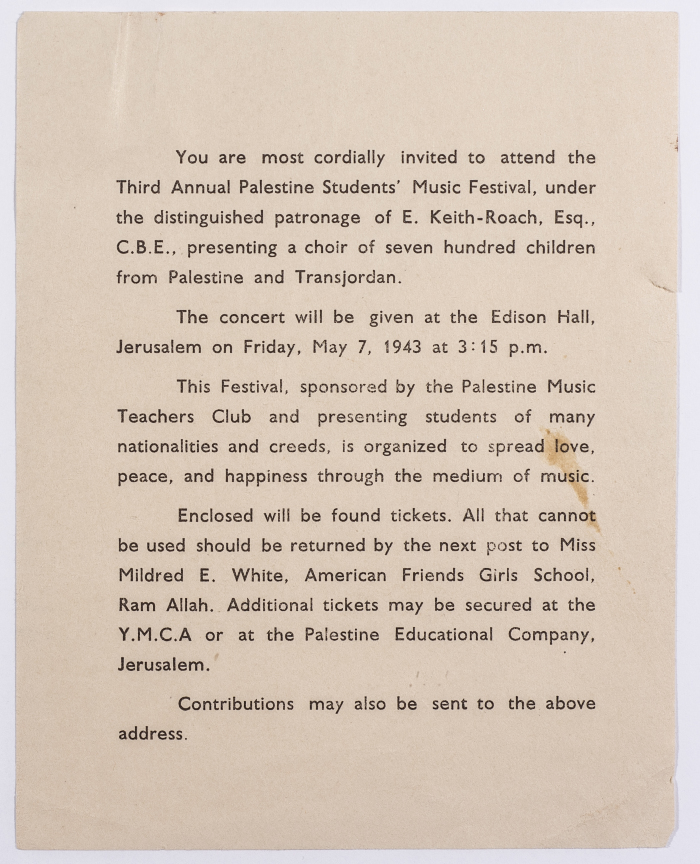 You are most cordially invited to attend the
Third Annual Palestine Students' Music Festival, under
the distinguished patronage of E. Keith-Roach, Esq.,
C.B.E., presenting a choir of seven hundred children
from Palestine and Transjordan.
The concert will be given at the Edison Hall,
Jerusalem on Friday, May 7, 1943 at 3:15 p.m.
This Festival, sponsored by the Palestine Music
Teachers Club and presenting students of many
nationalities and creeds, is organized to spread love,
peace, and happiness through the medium of music.
Enclosed will be found tickets. All that cannot
be used should be returned by the next post to Miss
Mildred E. White, American Friends Girls School,
Ram Allah. Additional tickets may be secured at the
Y.M.C.A or at the Palestine Educational Company,
Jerusalem.
Contributions may also be sent to the above
address.